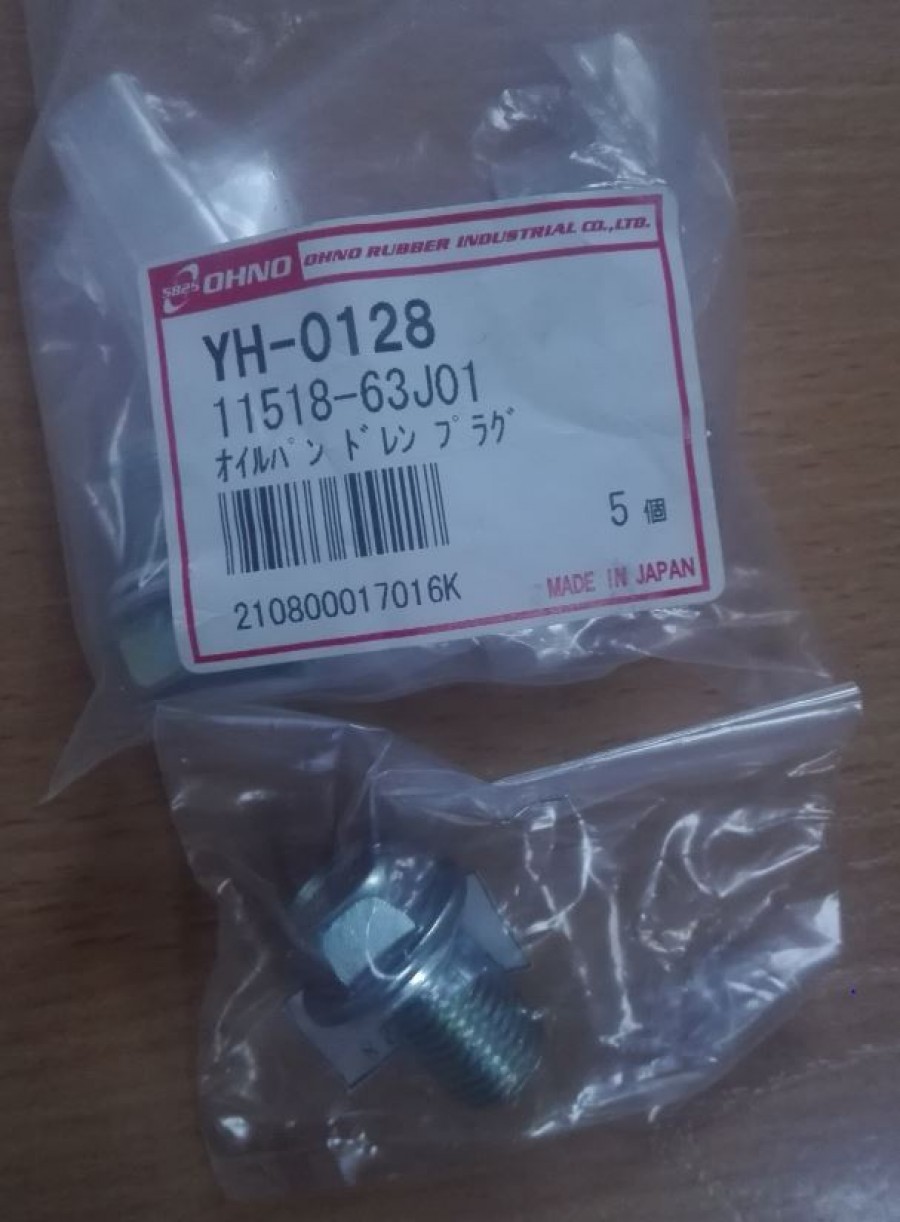 5825 OHNO OHNO RUBBER INDUSTRIAL CO.,LTD.
YH-0128
11518-63J01
ｵｲﾙﾊﾟﾝ ﾄﾞﾚﾝ ﾌﾟﾗｸﾞ
5 個
210800017016K
MADE IN JAPAN